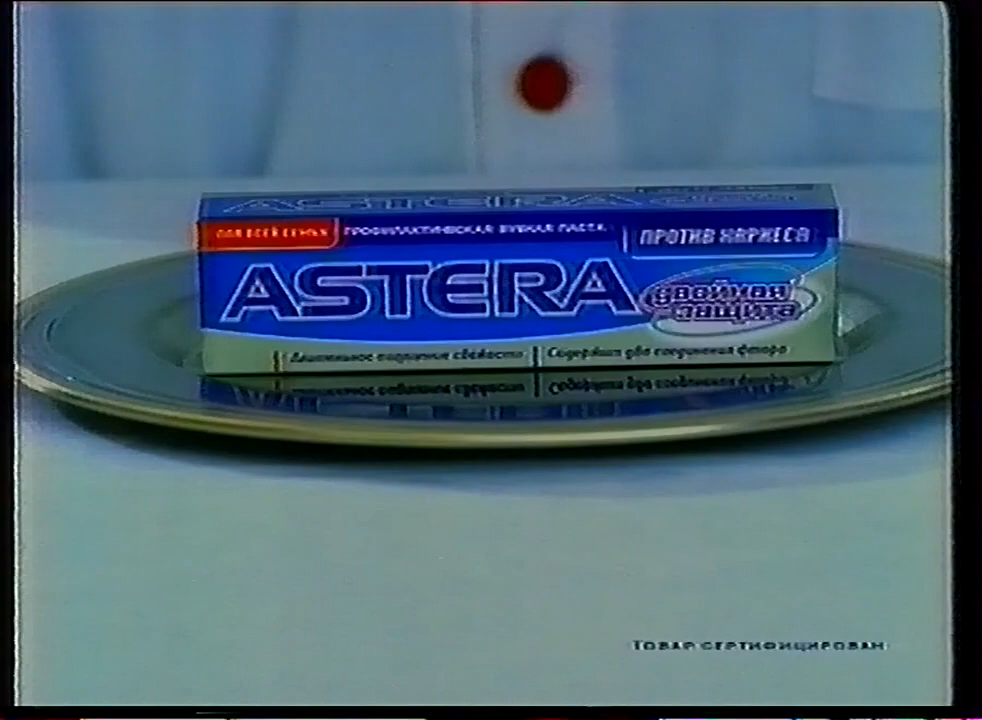 ASTERA
ДЛЯ ВСЕЙ СЕМЬИ
ПРОФИЛАКТИЧЕСКАЯ ЗУБНАЯ ПАСТА
ПРОТИВ КАРИЕСА
ASTERA
двойная
защита
Длительное ощущение свежести
Содержит два соединения фтора
ТОВАР СЕРТИФИЦИРОВАН